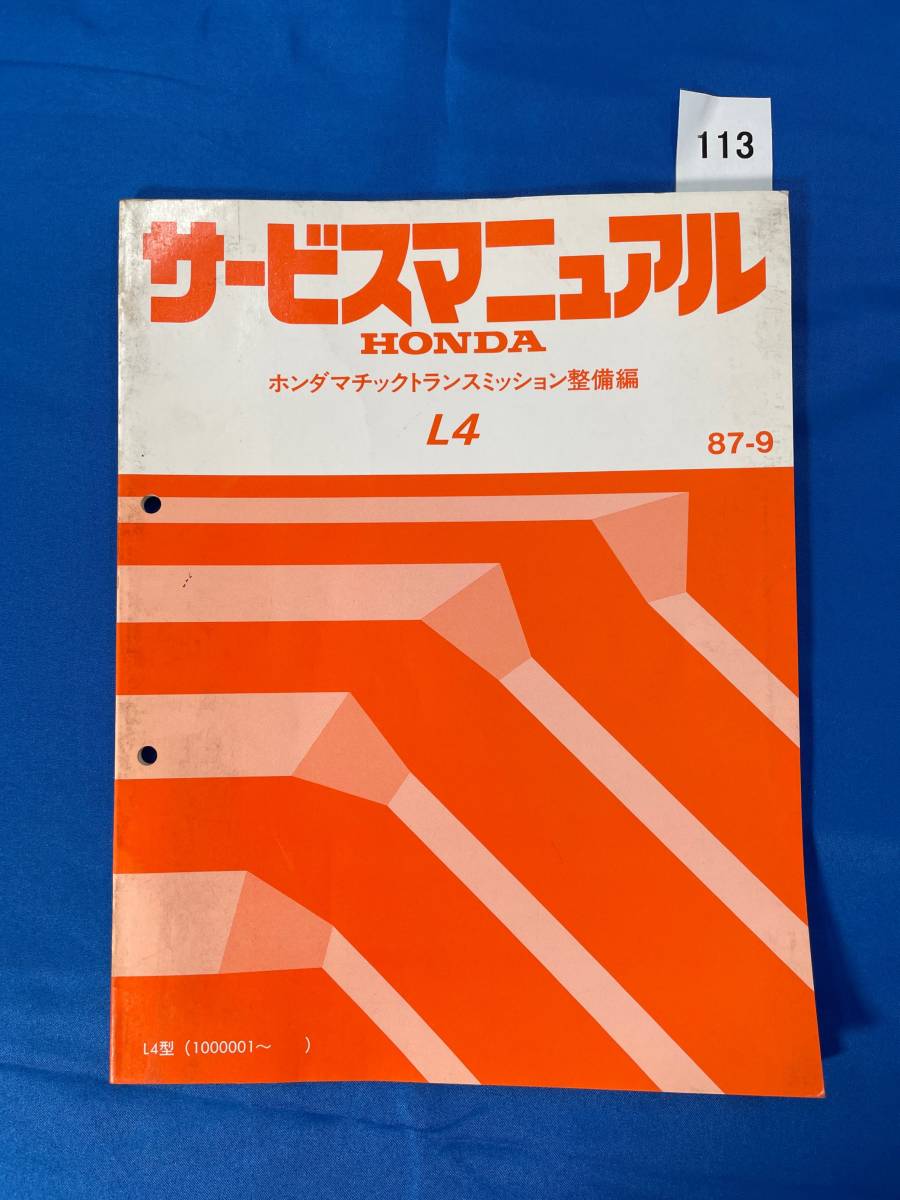 113
サービスマニュアル
HONDA
ホンダマチックトランスミッション整備編
L4
87-9
L4型（1000001～　　）